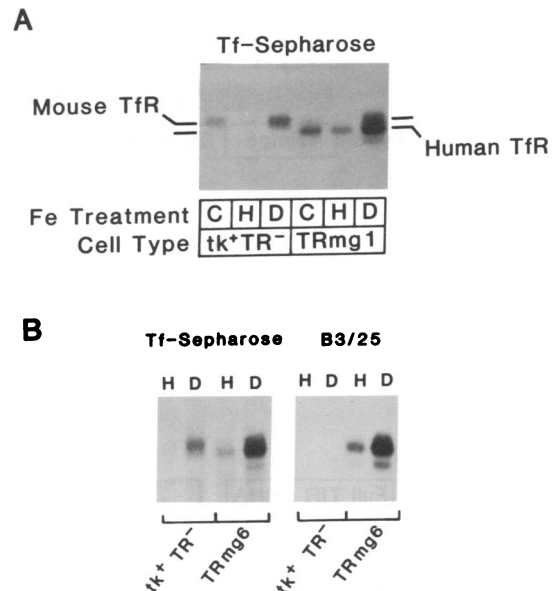 A
Tf-Sepharose
Mouse TfR
Human TfR
Fe Treatment C H D C H D
Cell Type tk⁺TR⁻ TRmg1
B
Tf-Sepharose B3/25
H D H D H D H D
tk⁺ TR⁻ TRmg6 tk⁺ TR⁻ TRmg6